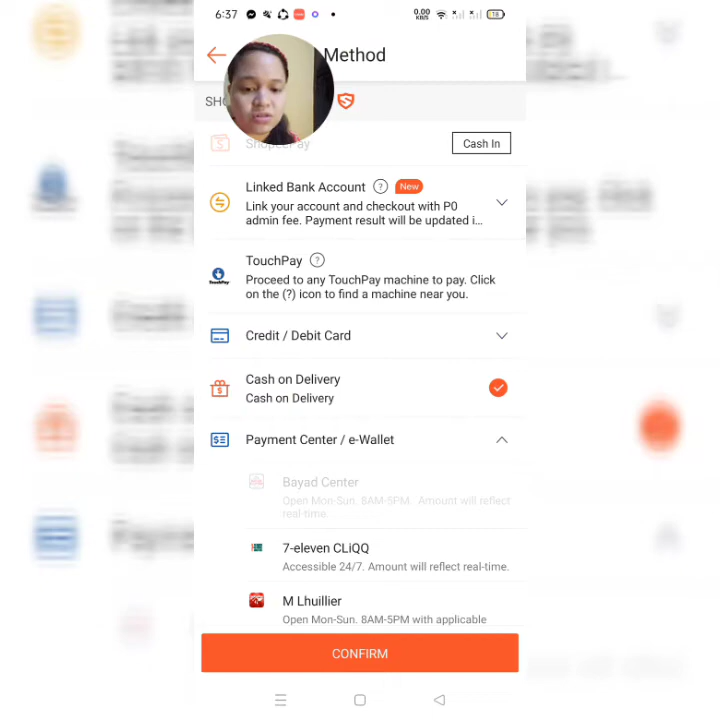 6:37
0.00
KB/S
18
Method
SH
ShopeePay
Cash In
Linked Bank Account ? New
Link your account and checkout with P0
admin fee. Payment result will be updated i...
TouchPay ?
Proceed to any TouchPay machine to pay. Click
on the (?) icon to find a machine near you.
TouchPay
Credit / Debit Card
Cash on Delivery
Cash on Delivery
Payment Center / e-Wallet
Bayad Center
Open Mon-Sun. 8AM-5PM. Amount will reflect
real-time.
7-eleven CLiQQ
Accessible 24/7. Amount will reflect real-time.
M Lhuillier
Open Mon-Sun. 8AM-5PM with applicable
CONFIRM